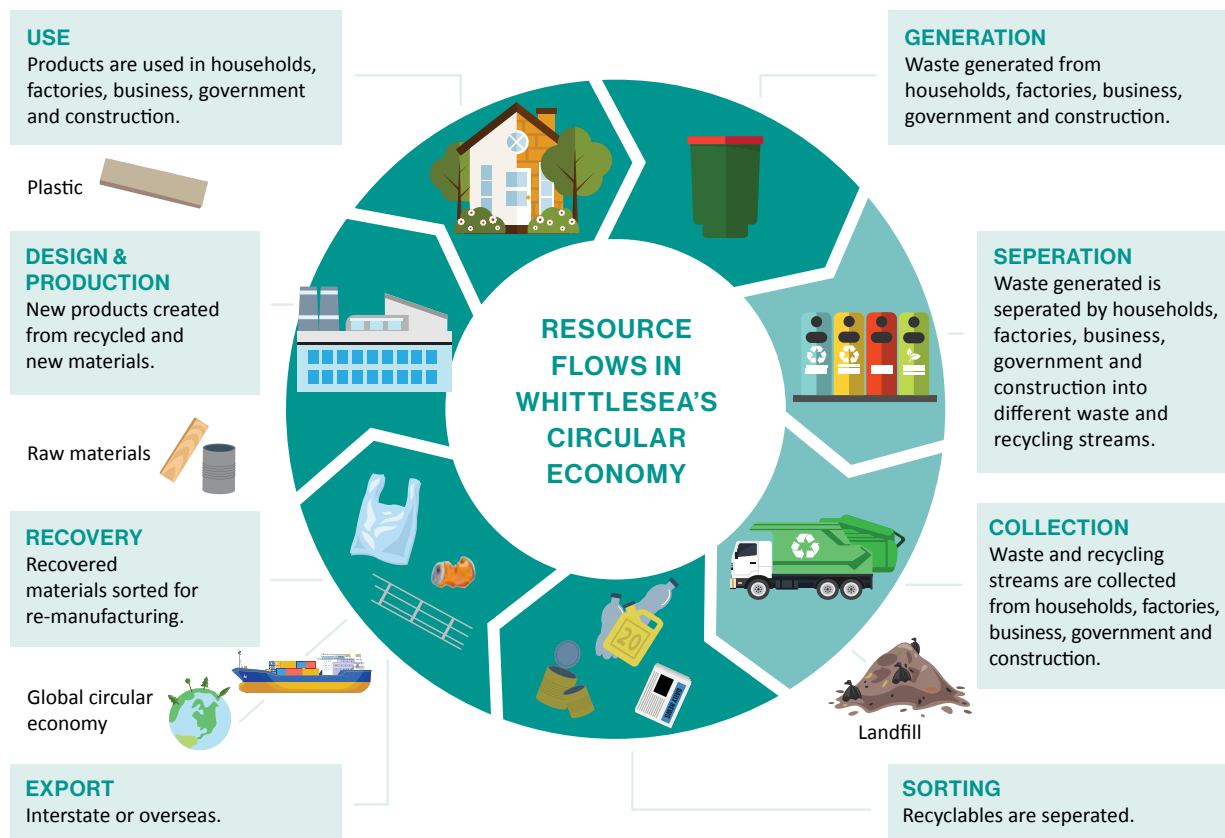 USE
Products are used in households,
factories, business, government
and construction.
Plastic
DESIGN &
PRODUCTION
New products created
from recycled and
new materials.
Raw materials
RECOVERY
Recovered
materials sorted for
re-manufacturing.
Global circular
economy
EXPORT
Interstate or overseas.
RESOURCE
FLOWS IN
WHITTLESEA’S
CIRCULAR
ECONOMY
20
DAILY NEWS
GENERATION
Waste generated from
households, factories, business,
government and construction.
SEPERATION
Waste generated is
seperated by households,
factories, business,
government and
construction into
different waste and
recycling streams.
COLLECTION
Waste and recycling
streams are collected
from households, factories,
business, government and
construction.
Landfill
SORTING
Recyclables are seperated.